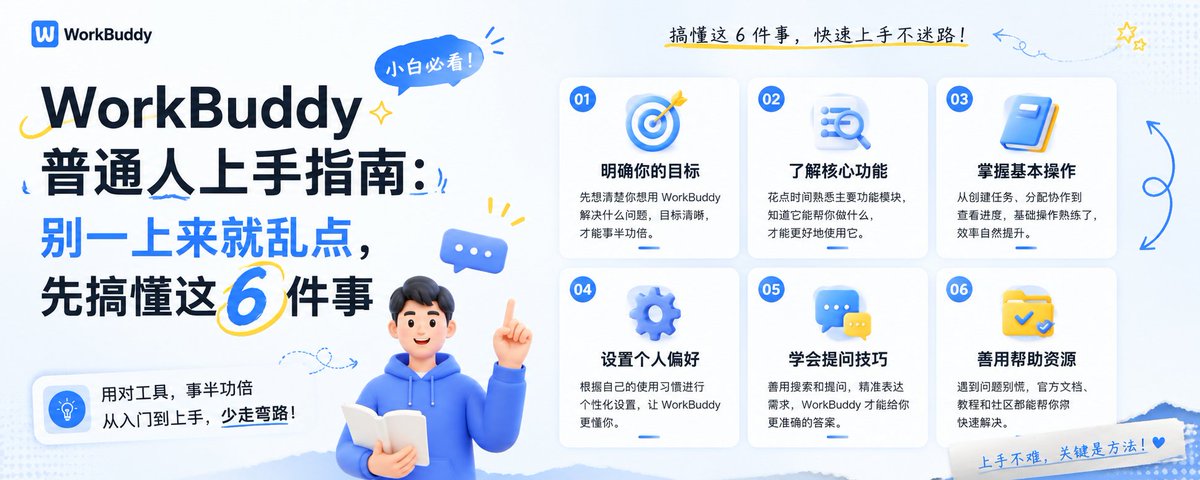 W WorkBuddy
小白必看！
WorkBuddy
普通人上手指南：
别一上来就乱点，
先搞懂这6件事
用对工具，事半功倍
从入门到上手，少走弯路！
搞懂这6件事，快速上手不迷路！
01
明确你的目标
先想清楚你想用 WorkBuddy
解决什么问题，目标清晰，
才能事半功倍。
02
了解核心功能
花点时间熟悉主要功能模块，
知道它能帮你做什么，
才能更好地使用它。
03
掌握基本操作
从创建任务、分配协作到
查看进度，基础操作熟练了，
效率自然提升。
04
设置个人偏好
根据自己的使用习惯进行
个性化设置，让 WorkBuddy
更懂你。
05
学会提问技巧
善用搜索和提问，精准表达
需求，WorkBuddy 才能给你
更准确的答案。
06
善用帮助资源
遇到问题别慌，官方文档、
教程和社区都能帮你
快速解决。
上手不难，关键是方法！